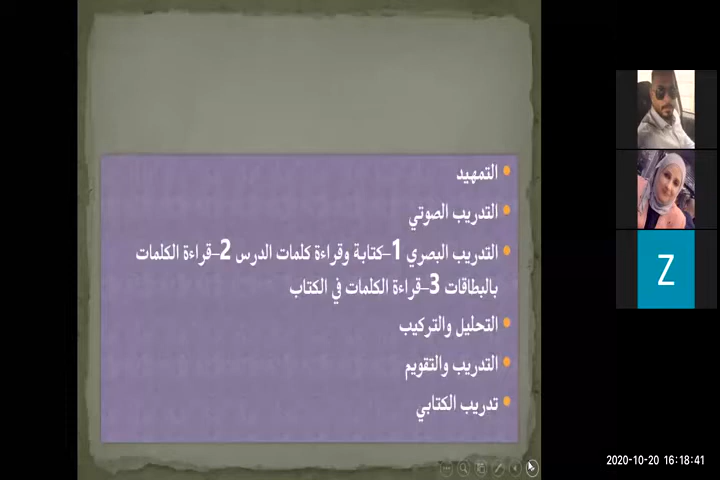 التمهيد
التدريب الصوتي
التدريب البصري 1–كتابة وقراءة كلمات الدرس 2–قراءة الكلمات
بالبطاقات 3–قراءة الكلمات في الكتاب
التحليل والتركيب
التدريب والتقويم
تدريب الكتابي
Z
2020-10-20 16:18:41